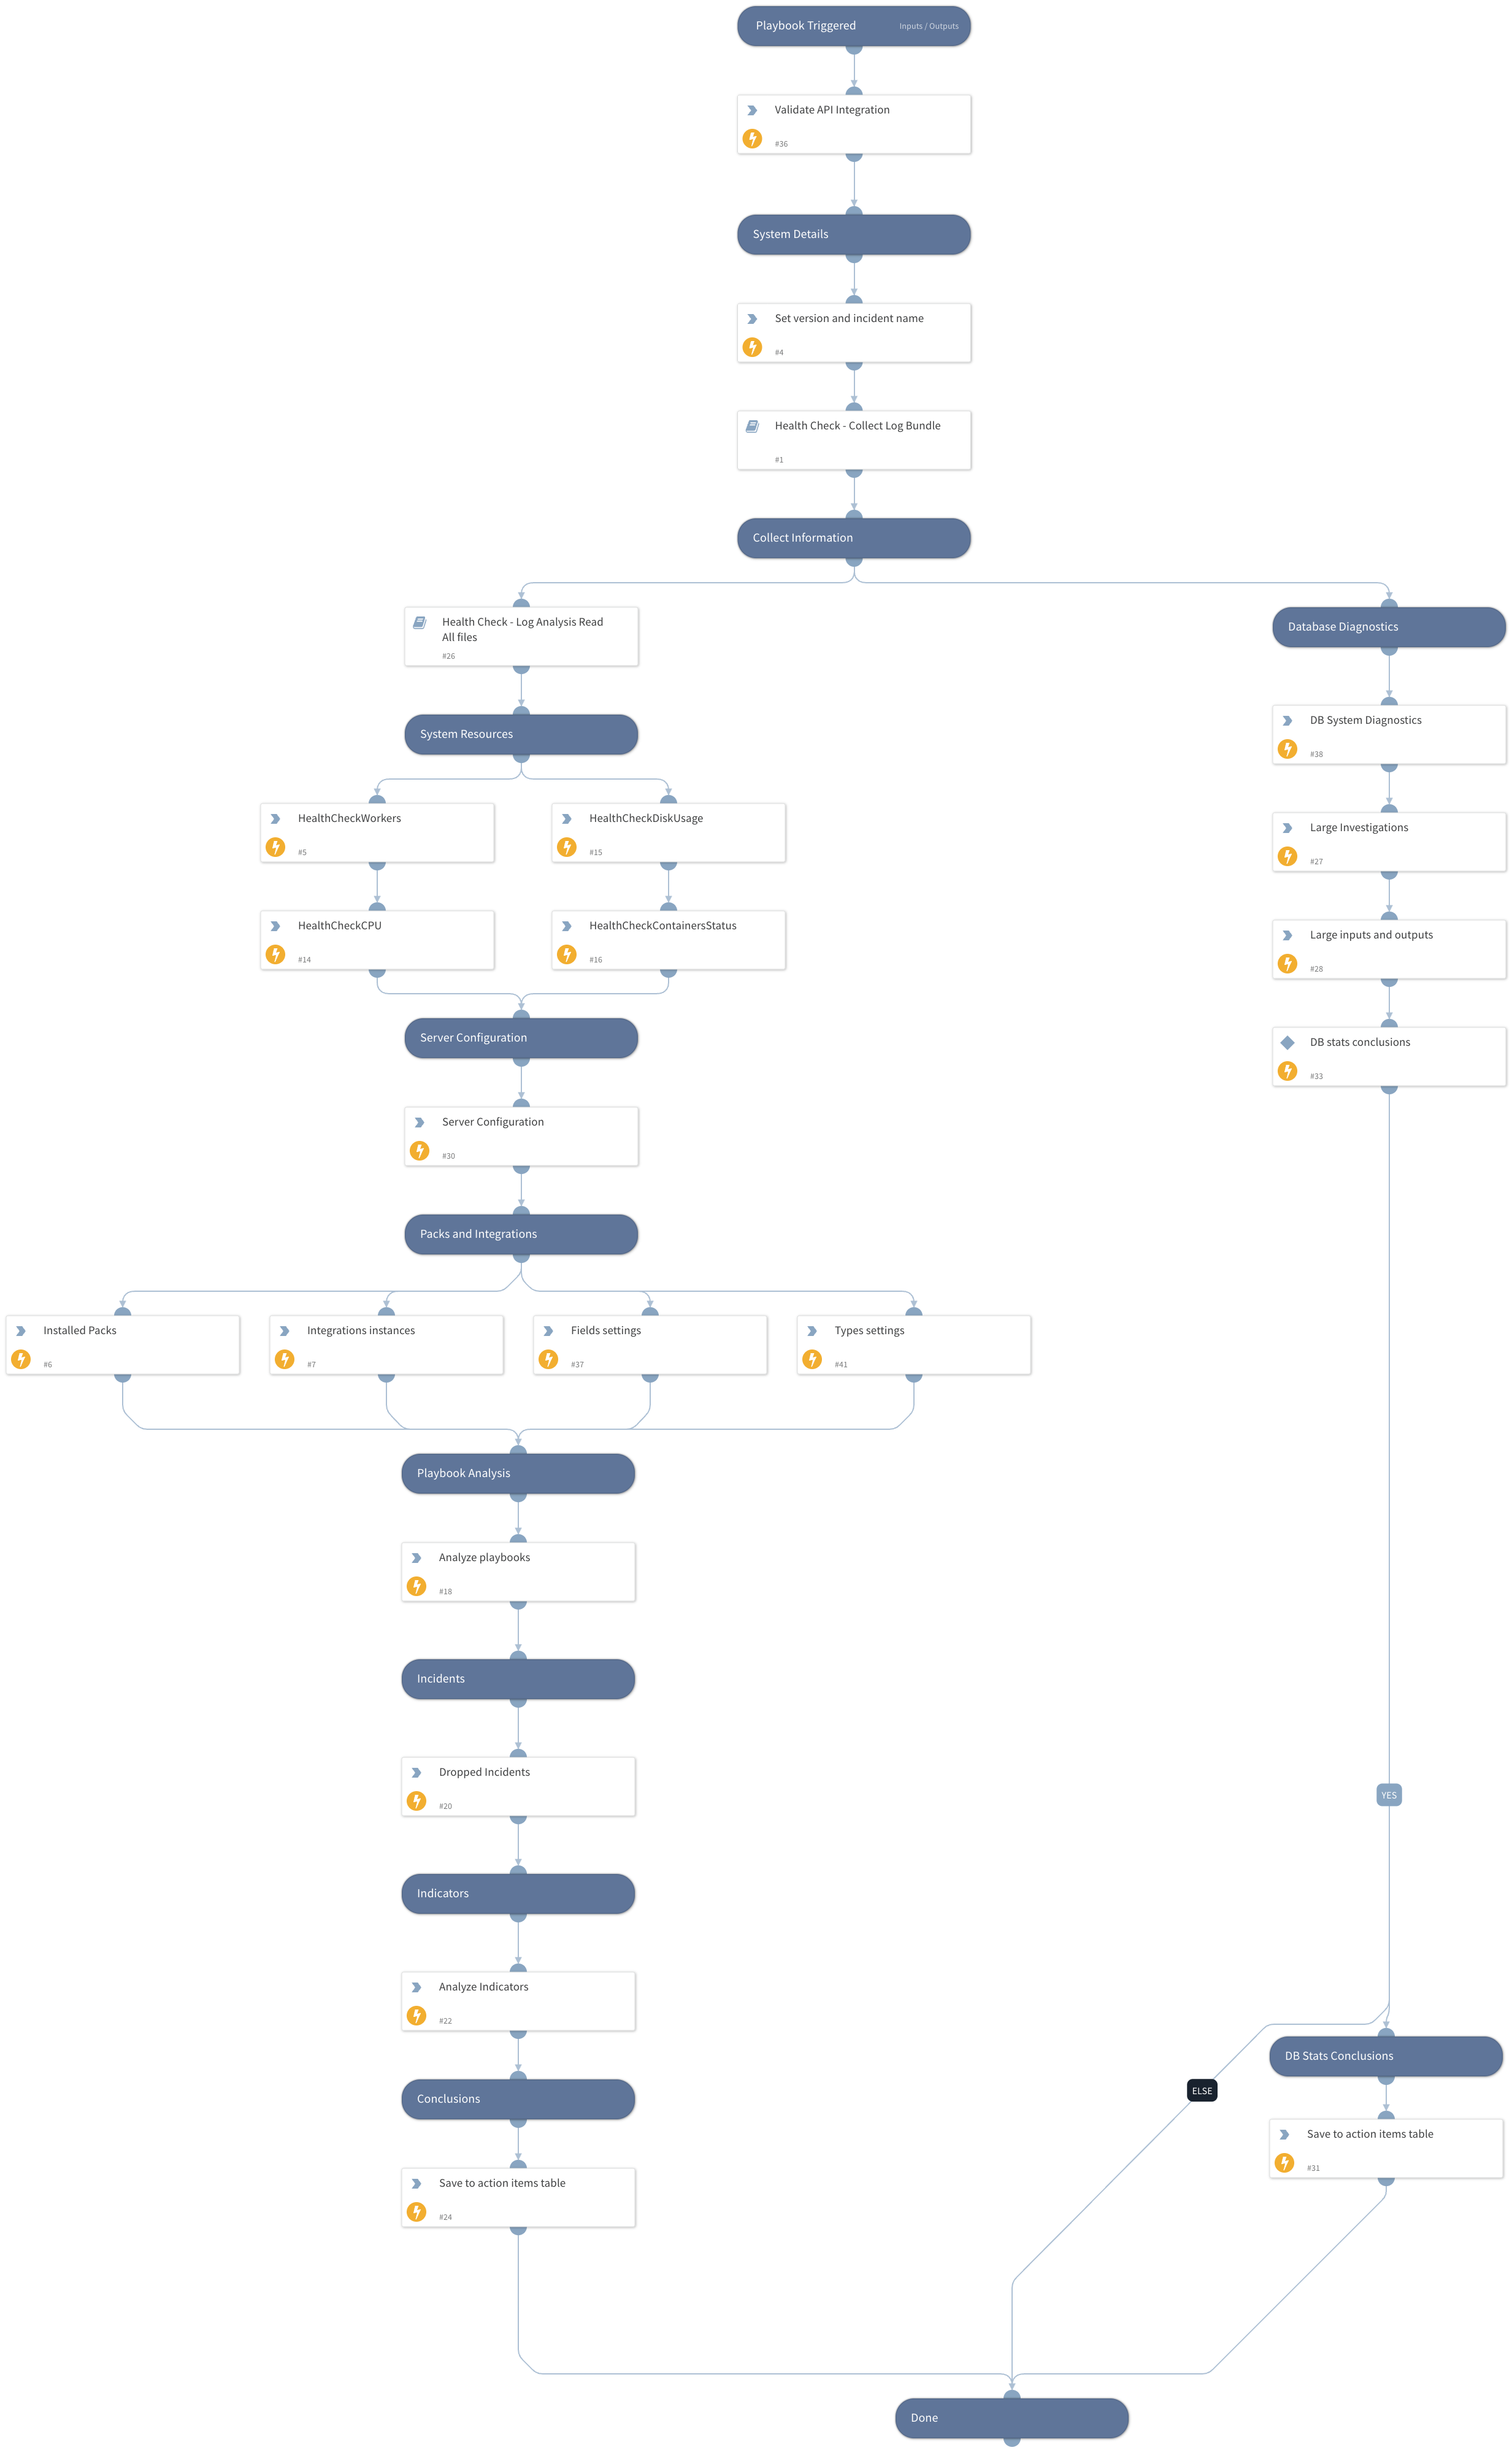 Playbook Triggered
Inputs / Outputs
Validate API Integration
#36
System Details
Set version and incident name
#4
Health Check - Collect Log Bundle
#1
Collect Information
Health Check - Log Analysis Read
All files
#26
Database Diagnostics
System Resources
DB System Diagnostics
#38
HealthCheckWorkers
#5
HealthCheckDiskUsage
#15
Large Investigations
#27
HealthCheckCPU
#14
HealthCheckContainersStatus
#16
Large inputs and outputs
#28
Server Configuration
DB stats conclusions
#33
Server Configuration
#30
Packs and Integrations
Installed Packs
#6
Integrations instances
#7
Fields settings
#37
Types settings
#41
Playbook Analysis
Analyze playbooks
#18
Incidents
Dropped Incidents
#20
YES
Indicators
Analyze Indicators
#22
DB Stats Conclusions
ELSE
Conclusions
Save to action items table
#31
Save to action items table
#24
Done